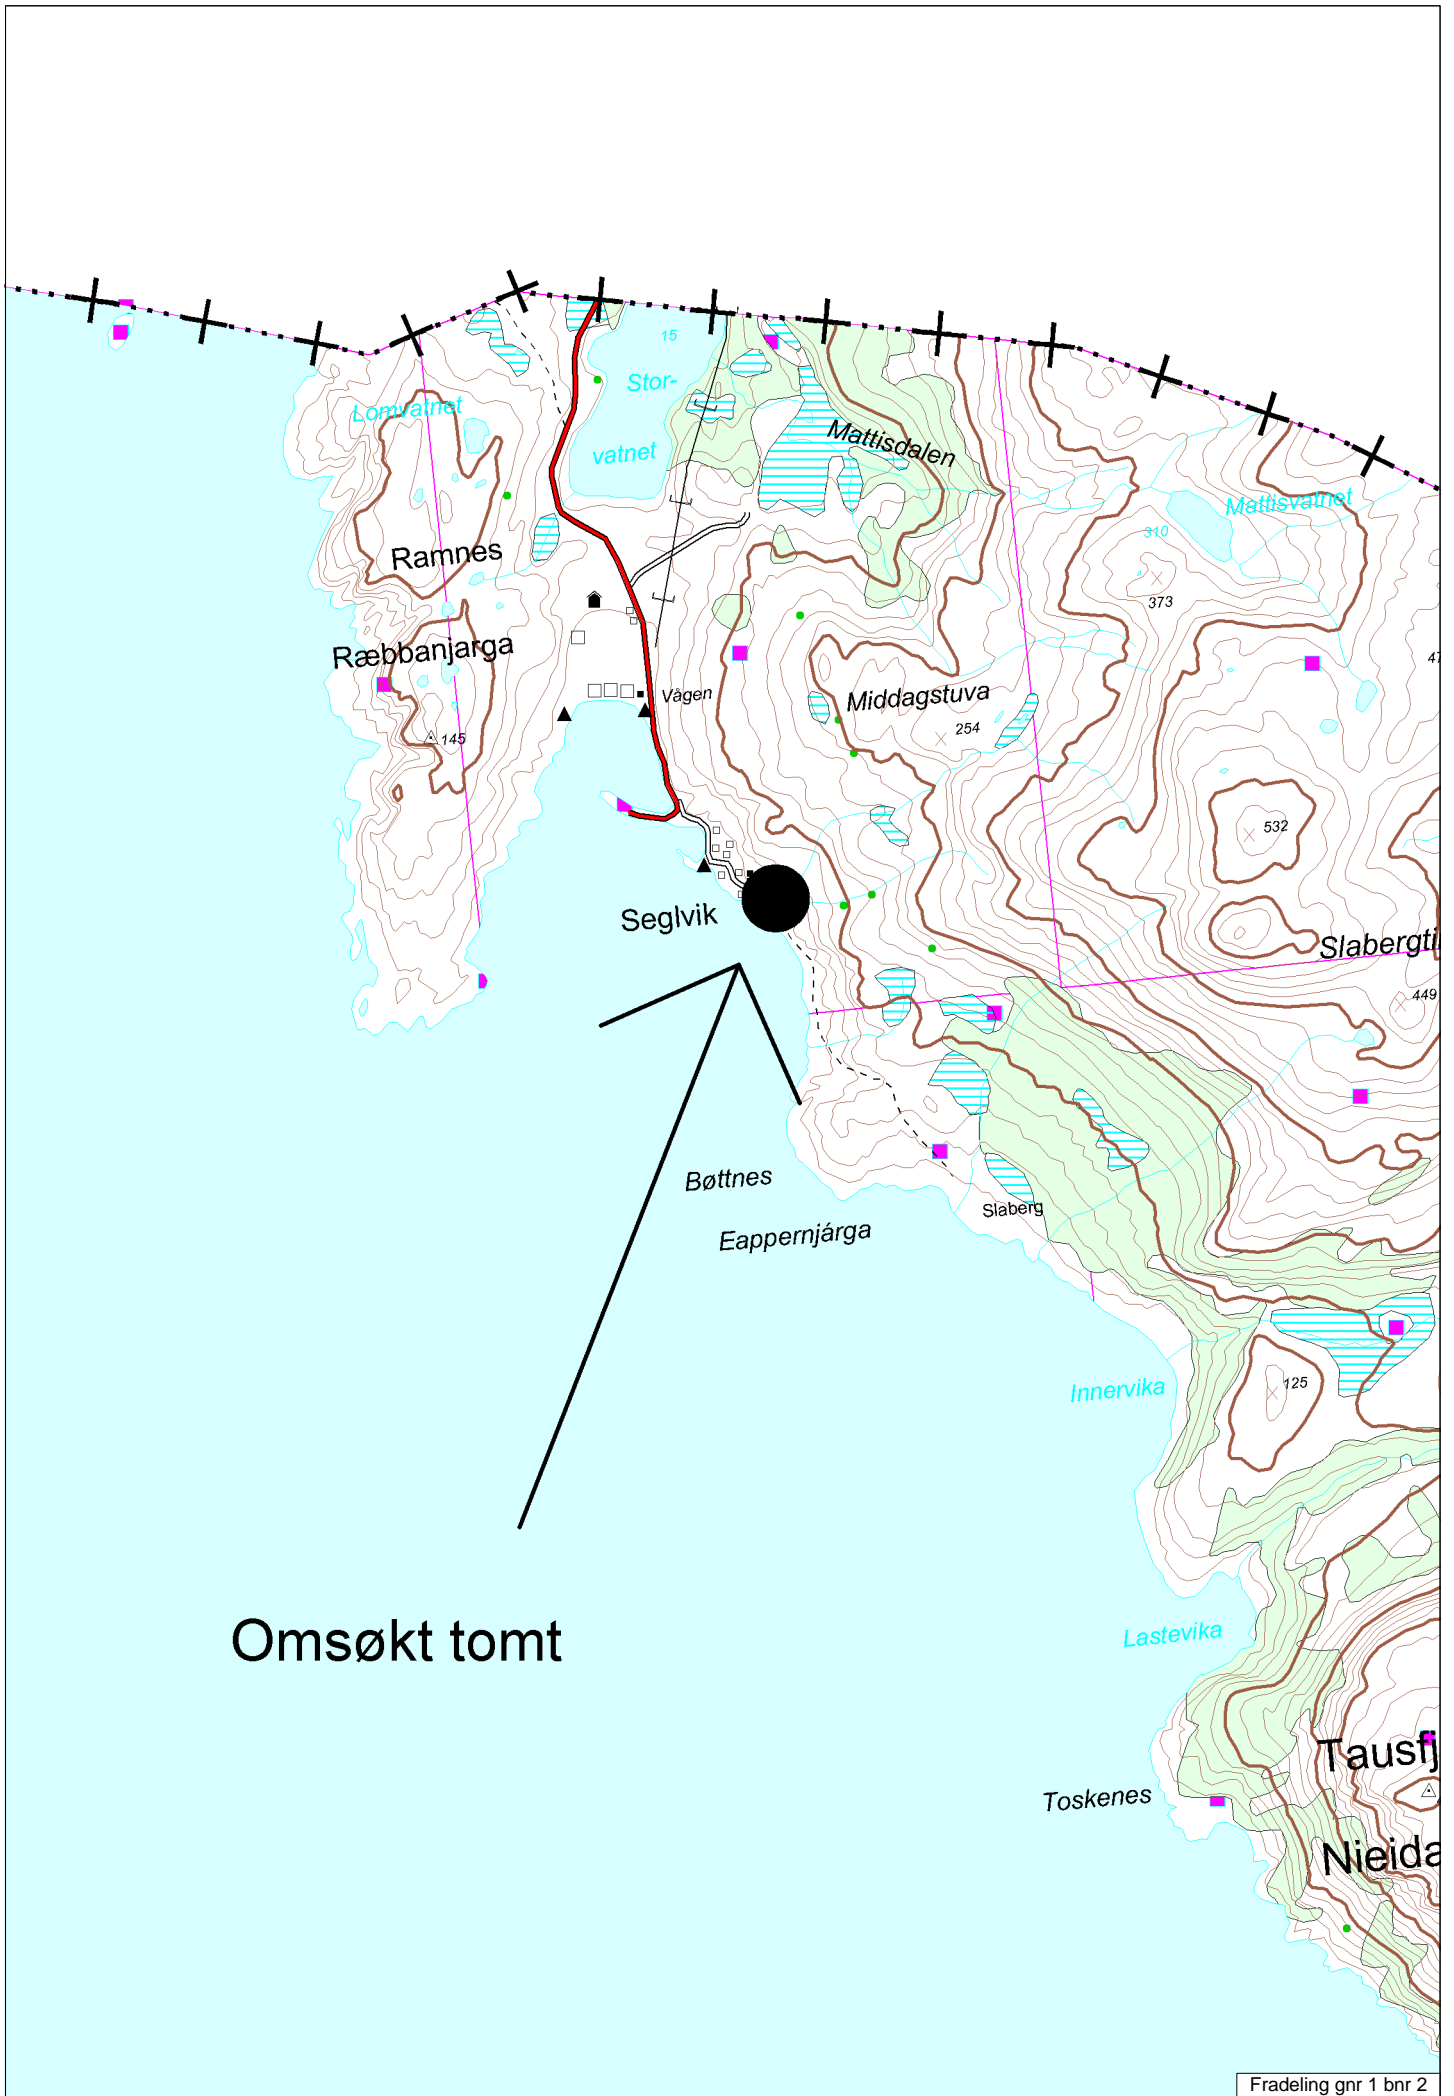 15
Stor-
vatnet
Lomvatnet
Mattisdalen
Mattisvatnet
310
373
Ramnes
Ræbbanjarga
145
Vågen
Middagstuva
254
532
Seglvik
Slabergti
449
Bøttnes
Eappernjárga
Slaberg
Innervika
125
Omsøkt tomt
Lastevika
Toskenes
Tausfj
Nieida
Fradeling gnr 1 bnr 2